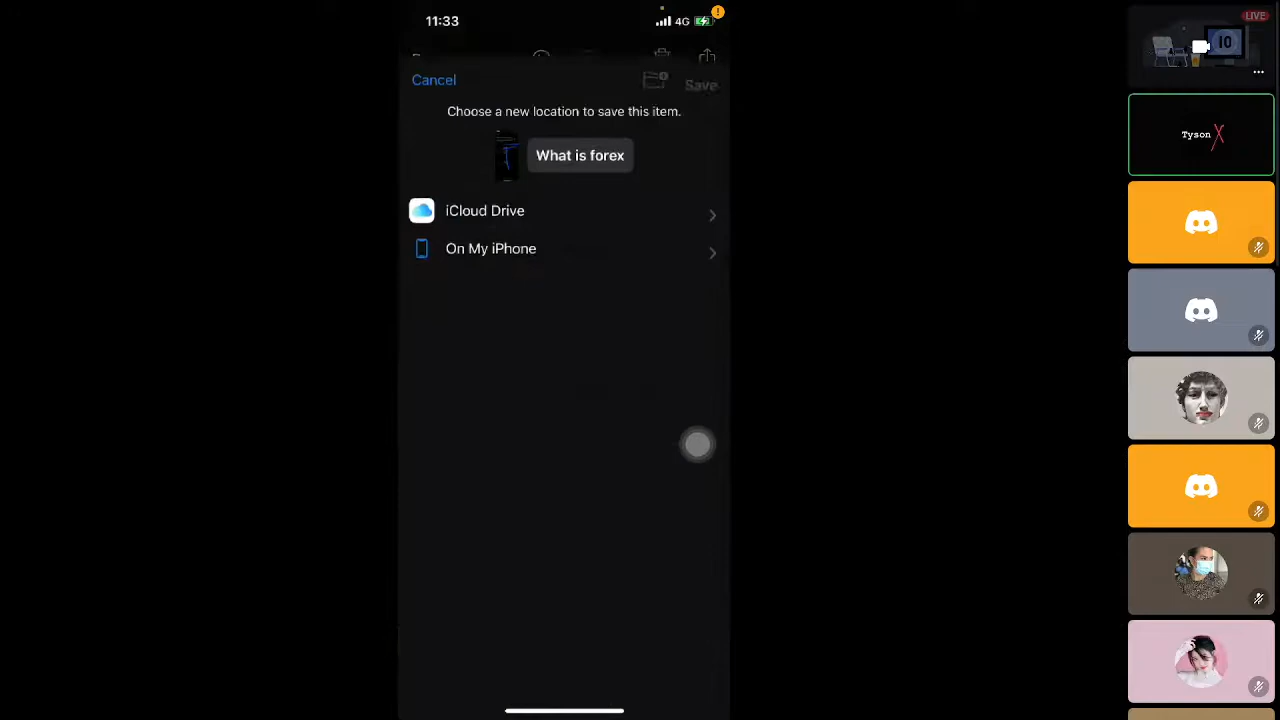 11:33
4G
LIVE
10
Cancel
Save
Choose a new location to save this item.
What is forex
iCloud Drive
On My iPhone
Tyson X